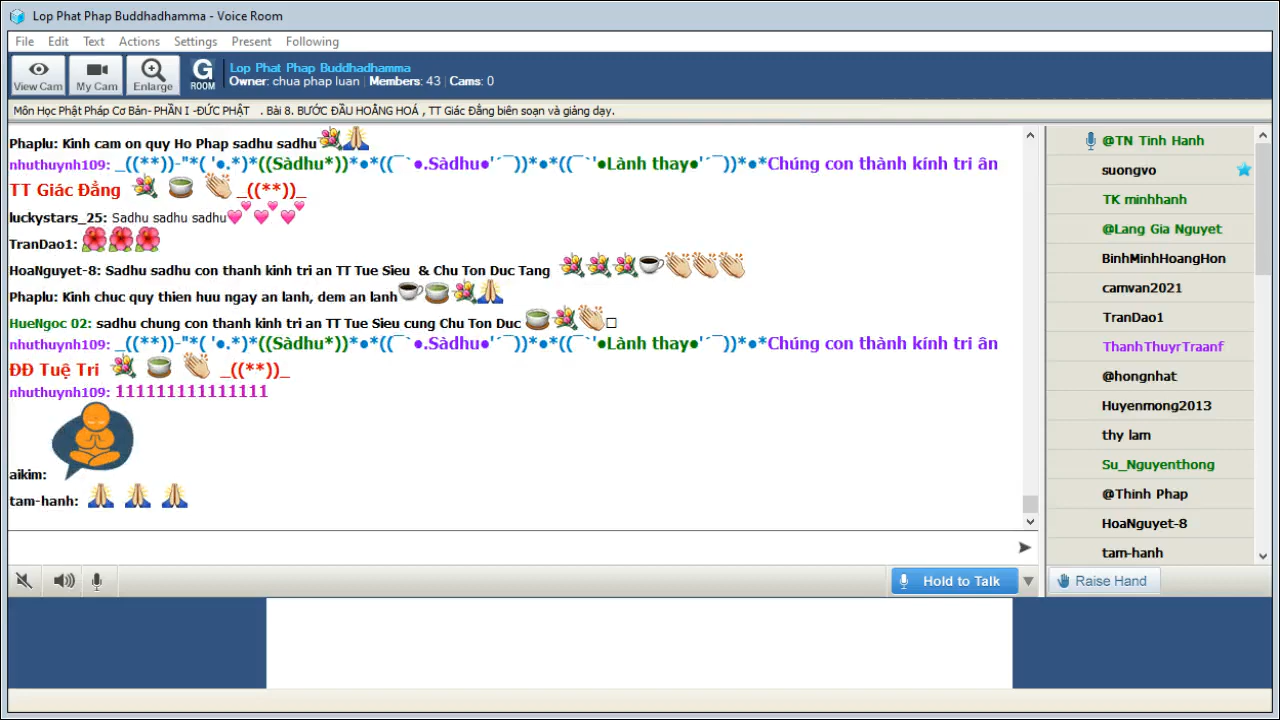 Lop Phat Phap Buddhadhamma - Voice Room
File Edit Text Actions Settings Present Following
View Cam My Cam Enlarge G ROOM
Lop Phat Phap Buddhadhamma
Owner: chua phap luan | Members: 43 | Cams: 0
Môn Học Phật Pháp Cơ Bản- PHẦN I -ĐỨC PHẬT . Bài 8. BƯỚC ĐẦU HOẰNG HOÁ , TT Giác Đẳng biên soạn và giảng dạy.
Phaplu: Kinh cam on quy Ho Phap sadhu sadhu
nhuthuynh109: _((**))-"*( '●.*)*((Sàdhu*))*●*((¯`●.Sàdhu●'´¯))*●*((¯`'●Lành thay●'´¯))*●*Chúng con thành kính tri ân
TT Giác Đẳng _((**))_
luckystars_25: Sadhu sadhu sadhu
TranDao1:
HoaNguyet-8: Sadhu sadhu con thanh kinh tri an TT Tue Sieu & Chu Ton Duc Tang
Phaplu: Kinh chuc quy thien huu ngay an lanh, dem an lanh
HueNgoc 02: sadhu chung con thanh kinh tri an TT Tue Sieu cung Chu Ton Duc
nhuthuynh109: _((**))-"*( '●.*)*((Sàdhu*))*●*((¯`●.Sàdhu●'´¯))*●*((¯`'●Lành thay●'´¯))*●*Chúng con thành kính tri ân
ĐĐ Tuệ Tri _((**))_
nhuthuynh109: 111111111111111
aikim:
tam-hanh:
@TN Tinh Hanh
suongvo
TK minhhanh
@Lang Gia Nguyet
BinhMinhHoangHon
camvan2021
TranDao1
ThanhThuyrTraanf
@hongnhat
Huyenmong2013
thy lam
Su_Nguyenthong
@Thinh Phap
HoaNguyet-8
tam-hanh
Hold to Talk
Raise Hand